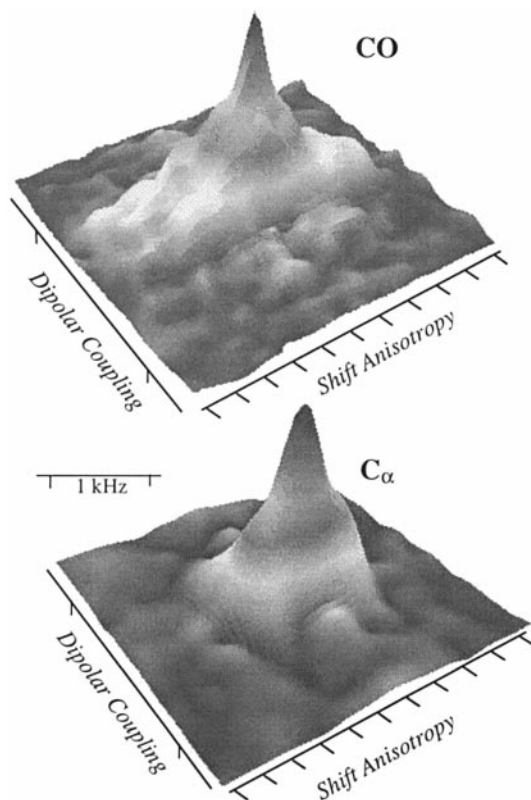 CO
Dipolar Coupling
Shift Anisotropy
Cα
1 kHz
Dipolar Coupling
Shift Anisotropy